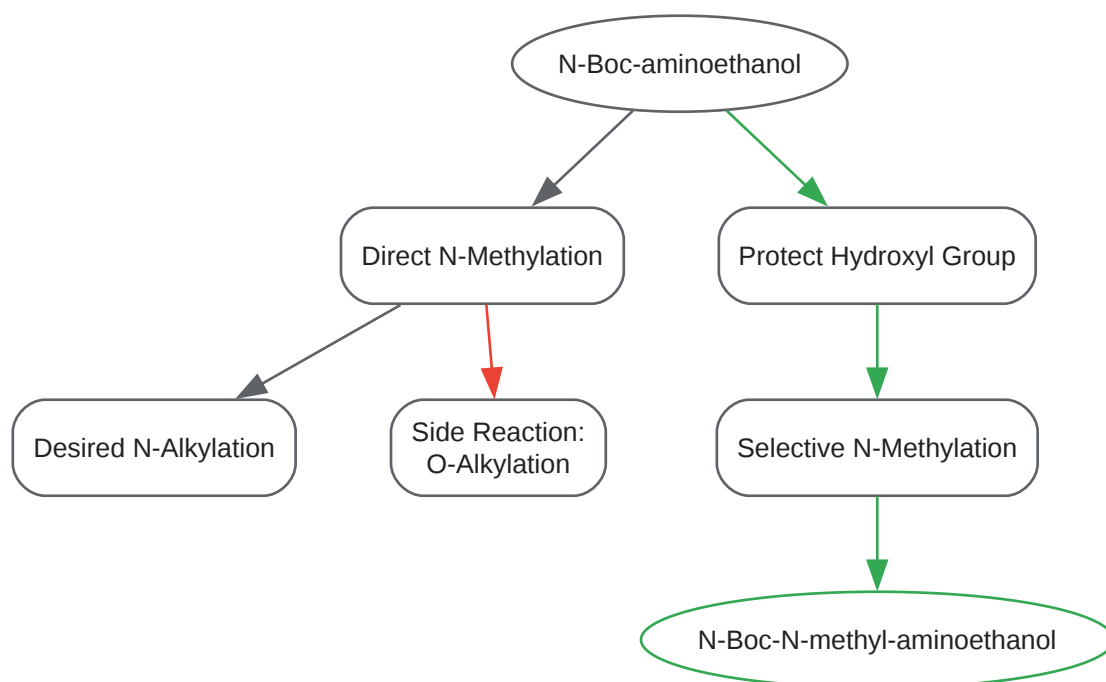 N-Boc-aminoethanol
Direct N-Methylation
Protect Hydroxyl Group
Desired N-Alkylation
Side Reaction:
O-Alkylation
Selective N-Methylation
N-Boc-N-methyl-aminoethanol